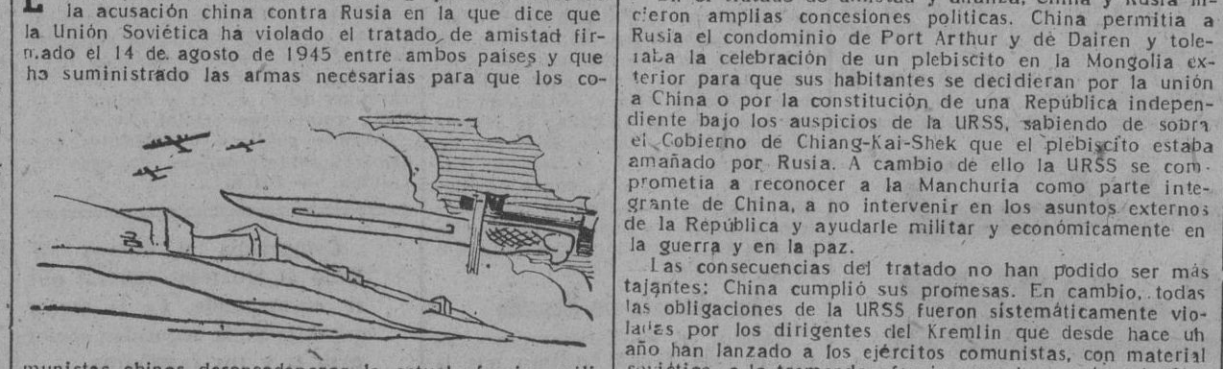 la acusación china contra Rusia en la que dice que
la Unión Soviética ha violado el tratado de amistad fir-
mado el 14 de agosto de 1945 entre ambos paises y que
ha suministrado las armas necesarias para que los co-
munistas chinos
cieron amplias concesiones politicas. China permitia a
Rusia el condominio de Port Arthur y de Dairen y tole-
raba la celebración de un plebiscito en la Mongolia ex-
terior para que sus habitantes se decidieran por la unión
a China o por la constitución de una República indepen-
diente bajo los auspicios de la URSS, sabiendo de sobra
el Gobierno de Chiang-Kai-Shek que el plebiscito estaba
amañado por Rusia. A cambio de ello la URSS se com-
prometia a reconocer a la Manchuria como parte inte-
grante de China, a no intervenir en los asuntos externos
de la República y ayudarle militar y económicamente en
la guerra y en la paz.
Las consecuencias del tratado no han podido ser más
tajantes: China cumplió sus promesas. En cambio, todas
las obligaciones de la URSS fueron sistemáticamente vio-
ladas por los dirigentes del Kremlin que desde hace un
año han lanzado a los ejércitos comunistas, con material